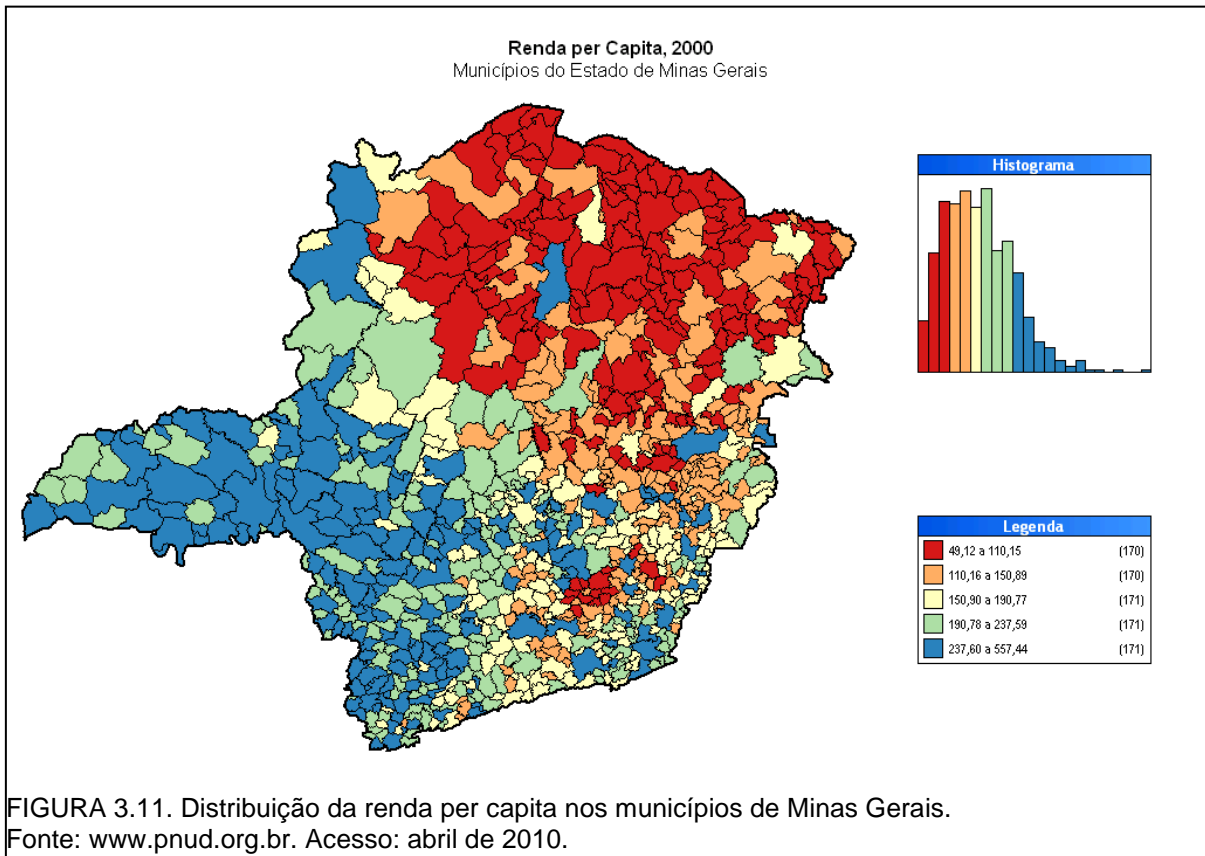 Renda per Capita, 2000
Municípios do Estado de Minas Gerais
Histograma
Legenda
49,12 a 110,15 (170)
110,16 a 150,89 (170)
150,90 a 190,77 (171)
190,78 a 237,59 (171)
237,60 a 557,44 (171)
FIGURA 3.11. Distribuição da renda per capita nos municípios de Minas Gerais.
Fonte: www.pnud.org.br. Acesso: abril de 2010.